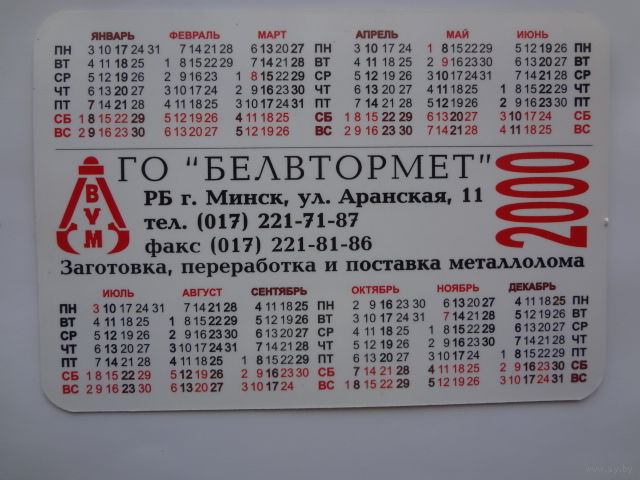 ЯНВАРЬ ФЕВРАЛЬ МАРТ АПРЕЛЬ МАЙ ИЮНЬ
ПН 3 10 17 24 31 7 14 21 28 6 13 20 27 ПН 3 10 17 24 1 8 15 22 29 5 12 19 26 ПН
ВТ 4 11 18 25 1 8 15 22 29 7 14 21 28 ВТ 4 11 18 25 2 9 16 23 30 6 13 20 27 ВТ
СР 5 12 19 26 2 9 16 23 1 8 15 22 29 СР 5 12 19 26 3 10 17 24 31 7 14 21 28 СР
ЧТ 6 13 20 27 3 10 17 24 2 9 16 23 30 ЧТ 6 13 20 27 4 11 18 25 1 8 15 22 29 ЧТ
ПТ 7 14 21 28 4 11 18 25 3 10 17 24 31 ПТ 7 14 21 28 5 12 19 26 2 9 16 23 30 ПТ
СБ 1 8 15 22 29 5 12 19 26 4 11 18 25 СБ 1 8 15 22 29 6 13 20 27 3 10 17 24 СБ
ВС 2 9 16 23 30 6 13 20 27 5 12 19 26 ВС 2 9 16 23 30 7 14 21 28 4 11 18 25 ВС
ВУМ
ГО "БЕЛВТОРМЕТ"
РБ г. Минск, ул. Аранская, 11
тел. (017) 221-71-87
факс (017) 221-81-86
2000
Заготовка, переработка и поставка металлолома
ИЮЛЬ АВГУСТ СЕНТЯБРЬ ОКТЯБРЬ НОЯБРЬ ДЕКАБРЬ
ПН 3 10 17 24 31 7 14 21 28 4 11 18 25 ПН 2 9 16 23 30 6 13 20 27 4 11 18 25 ПН
ВТ 4 11 18 25 1 8 15 22 29 5 12 19 26 ВТ 3 10 17 24 31 7 14 21 28 5 12 19 26 ВТ
СР 5 12 19 26 2 9 16 23 30 6 13 20 27 СР 4 11 18 25 1 8 15 22 29 6 13 20 27 СР
ЧТ 6 13 20 27 3 10 17 24 31 7 14 21 28 ЧТ 5 12 19 26 2 9 16 23 30 7 14 21 28 ЧТ
ПТ 7 14 21 28 4 11 18 25 1 8 15 22 29 ПТ 6 13 20 27 3 10 17 24 1 8 15 22 29 ПТ
СБ 1 8 15 22 29 5 12 19 26 2 9 16 23 30 СБ 7 14 21 28 4 11 18 25 2 9 16 23 30 СБ
ВС 2 9 16 23 30 6 13 20 27 3 10 17 24 ВС 1 8 15 22 29 5 12 19 26 3 10 17 24 31 ВС